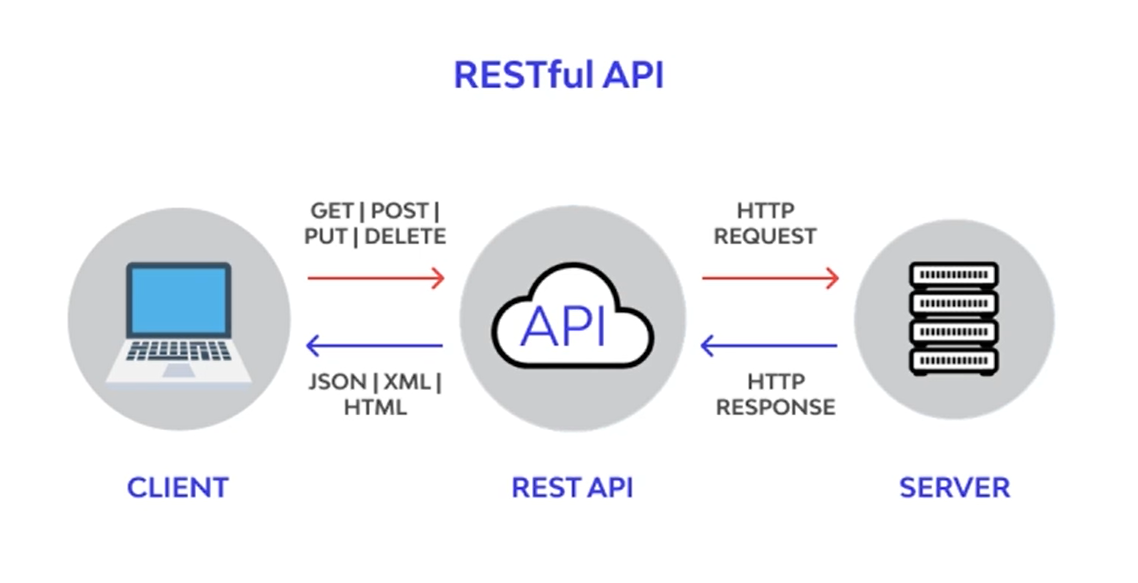 RESTful API
GET | POST |
PUT | DELETE
HTTP
REQUEST
API
JSON | XML |
HTML
HTTP
RESPONSE
CLIENT
REST API
SERVER